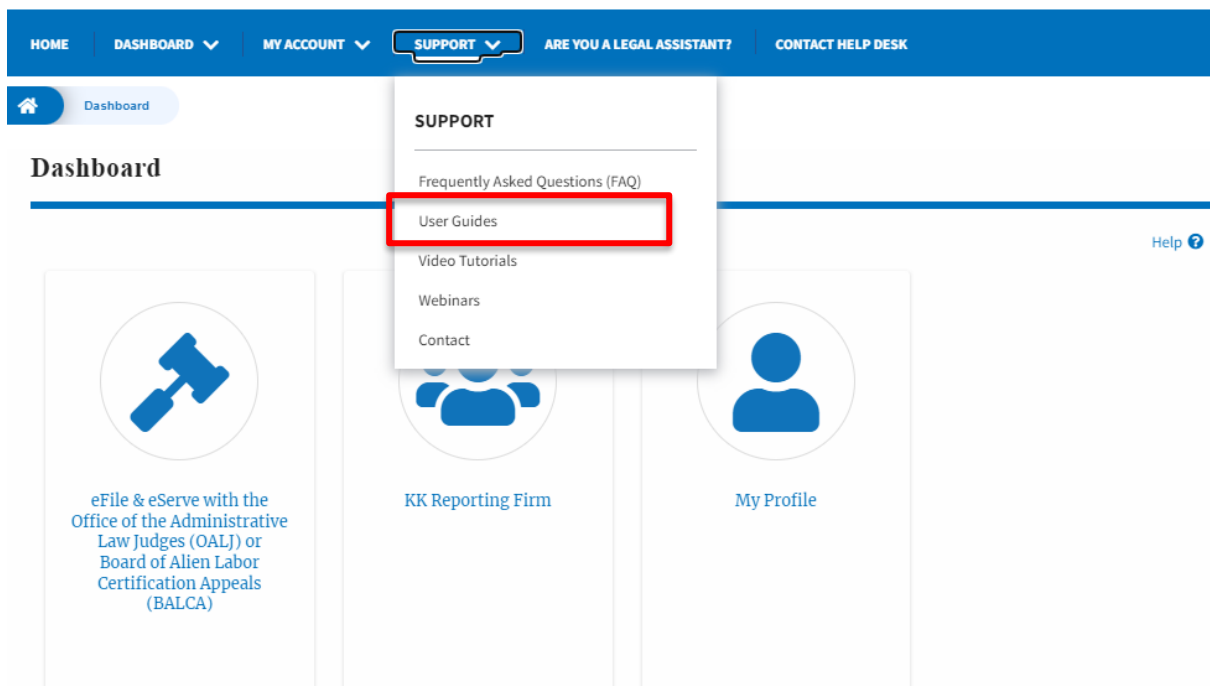 HOME DASHBOARD MY ACCOUNT SUPPORT ARE YOU A LEGAL ASSISTANT? CONTACT HELP DESK
Dashboard
SUPPORT
Dashboard
Frequently Asked Questions (FAQ)
User Guides
Help
Video Tutorials
Webinars
Contact
eFile & eServe with the
Office of the Administrative
Law Judges (OALJ) or
Board of Alien Labor
Certification Appeals
(BALCA)
KK Reporting Firm
My Profile